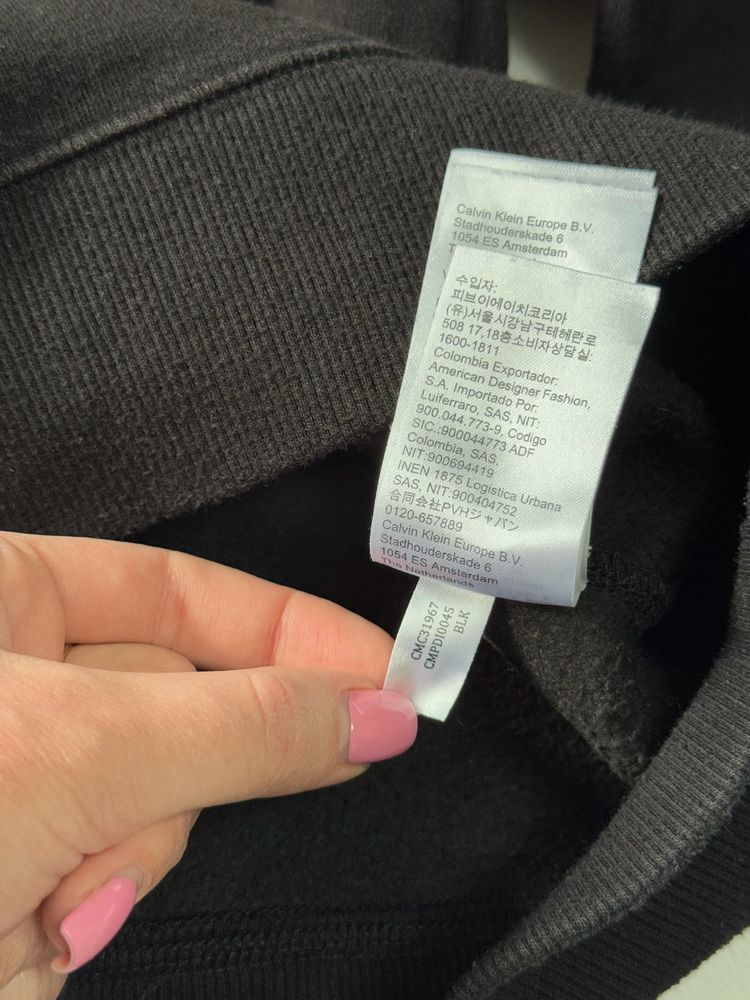 Calvin Klein Europe B.V.
Stadhouderskade 6
1054 ES Amsterdam
수입자:
피브이에이치코리아
(유)서울시강남구테헤란로
508 17,18층소비자상담실:
1600-1811
Colombia Exportador:
American Designer Fashion,
S.A. Importado Por:
Luiferraro, SAS, NIT:
900.044.773-9, Codigo
SIC.:900044773 ADF
Colombia, SAS,
NIT:900694419
INEN 1875 Logistica Urbana
SAS, NIT:900404752
合同会社PVHジャパン
0120-657889
Calvin Klein Europe B.V.
Stadhouderskade 6
1054 ES Amsterdam
The Netherlands
CMC31967
CMPDI0045
BLK